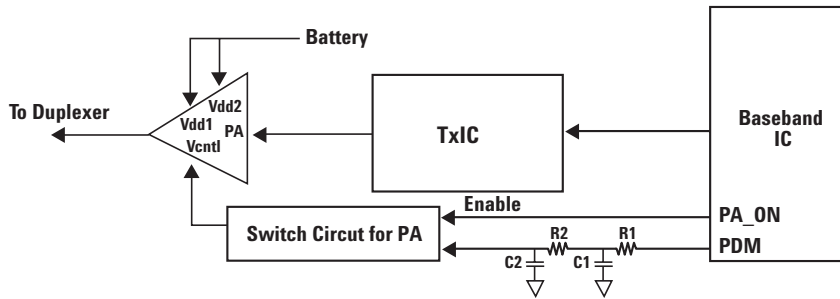 Battery
To Duplexer
Vdd2
Vdd1
PA
Vcntl
TxIC
Baseband
IC
Enable
PA_ON
Switch Circut for PA
R2
R1
PDM
C2
C1